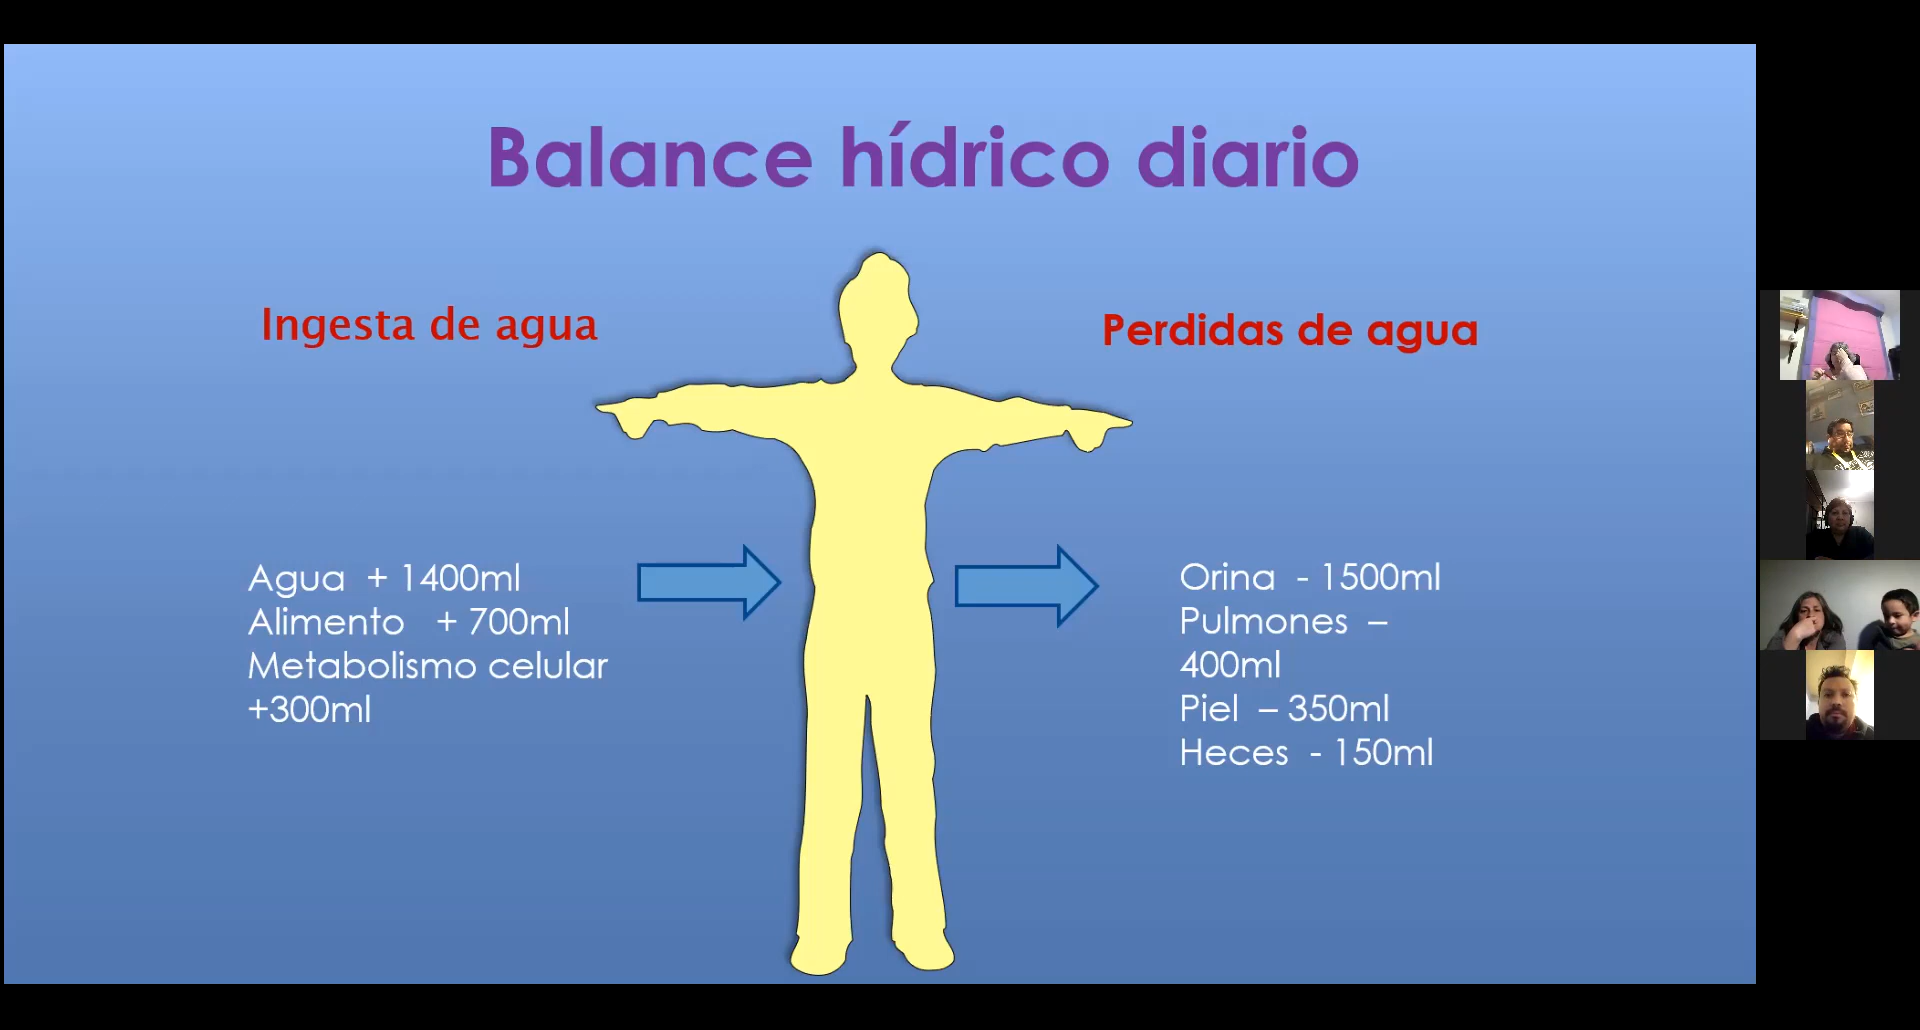 Balance hídrico diario
Ingesta de agua
Perdidas de agua
Agua + 1400ml
Alimento + 700ml
Metabolismo celular
+300ml
Orina - 1500ml
Pulmones –
400ml
Piel – 350ml
Heces - 150ml